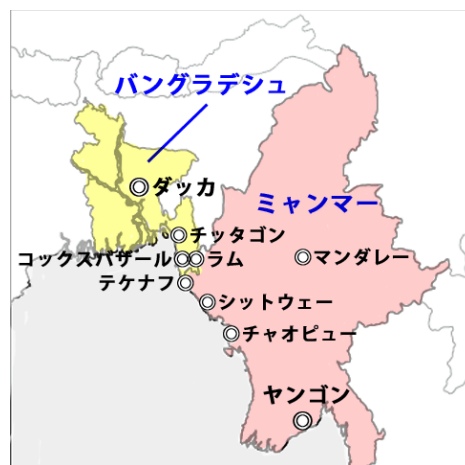 バングラデシュ
ダッカ
ミャンマー
チッタゴン
コックスバザール
ラム
マンダレー
テケナフ
シットウェー
チャオピュー
ヤンゴン